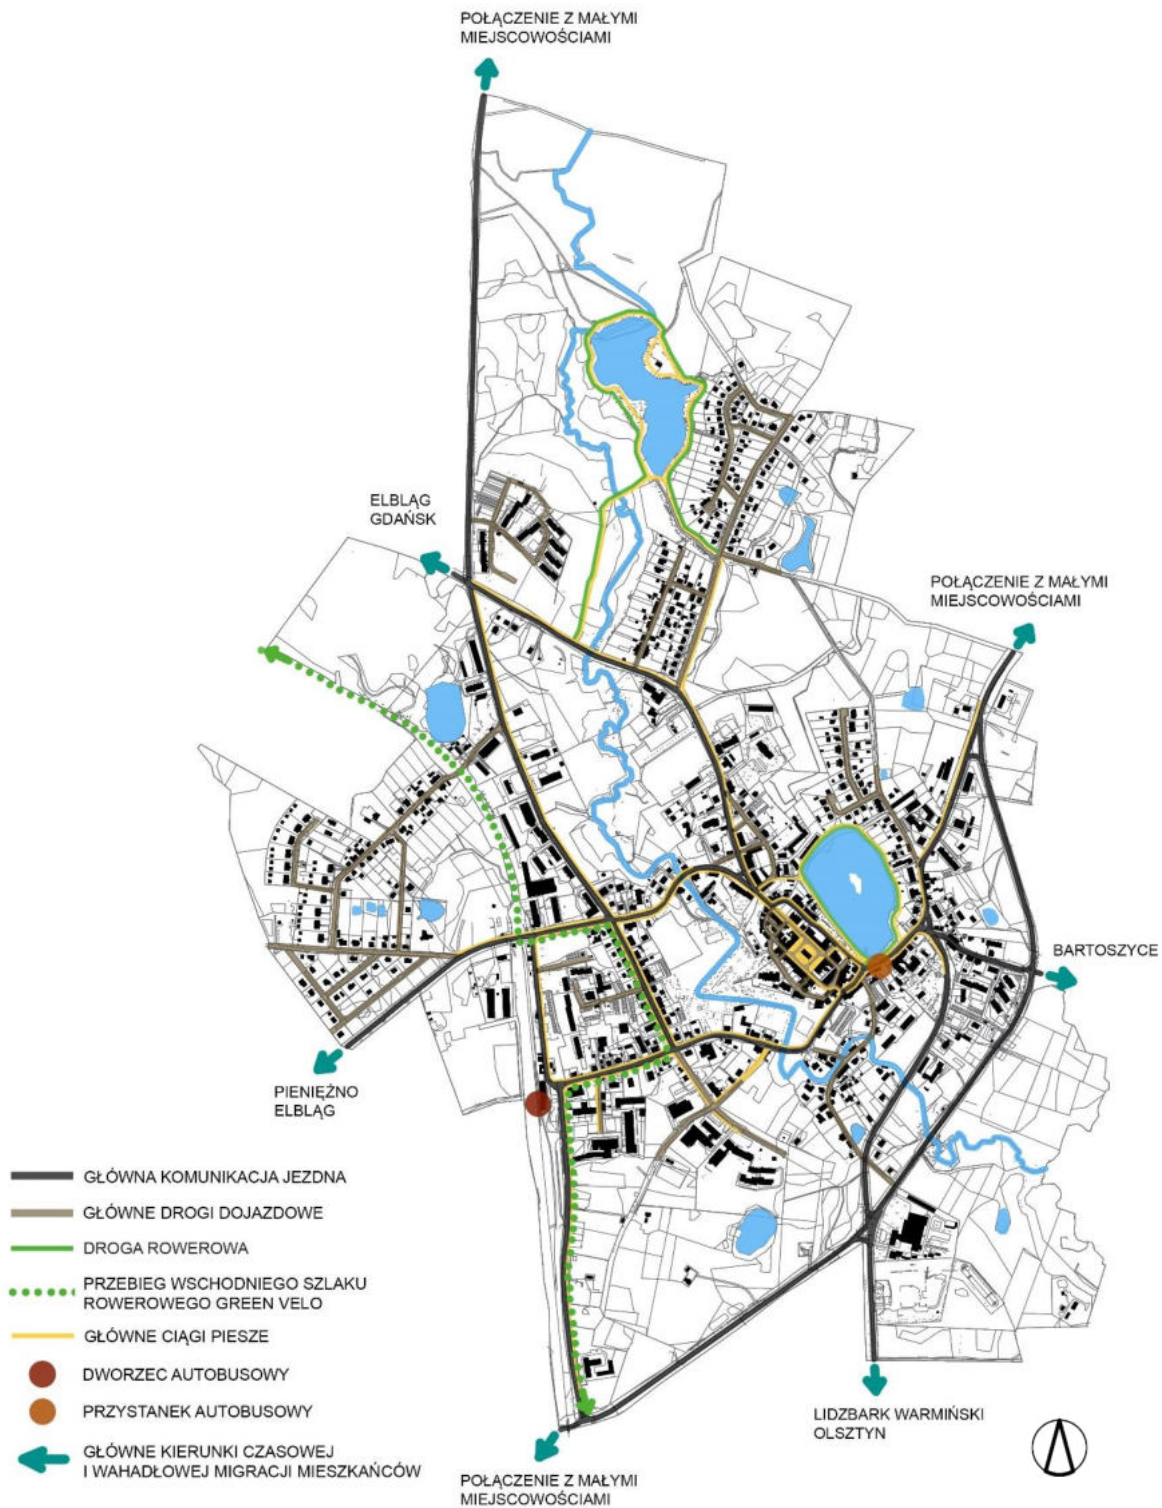 POŁĄCZENIE Z MAŁYMI
MIEJSCOWOŚCIAMI
ELBLĄG
GDAŃSK
POŁĄCZENIE Z MAŁYMI
MIEJSCOWOŚCIAMI
BARTOSZYCE
PIENIĘŻNO
ELBLĄG
GŁÓWNA KOMUNIKACJA JEZDNA
GŁÓWNE DROGI DOJAZDOWE
DROGA ROWEROWA
PRZEBIEG WSCHODNIEGO SZLAKU
ROWEROWEGO GREEN VELO
GŁÓWNE CIĄGI PIESZE
DWORZEC AUTOBUSOWY
PRZYSTANEK AUTOBUSOWY
GŁÓWNE KIERUNKI CZASOWEJ
I WAHADŁOWEJ MIGRACJI MIESZKAŃCÓW
LIDZBARK WARMIŃSKI
OLSZTYN
POŁĄCZENIE Z MAŁYMI
MIEJSCOWOŚCIAMI